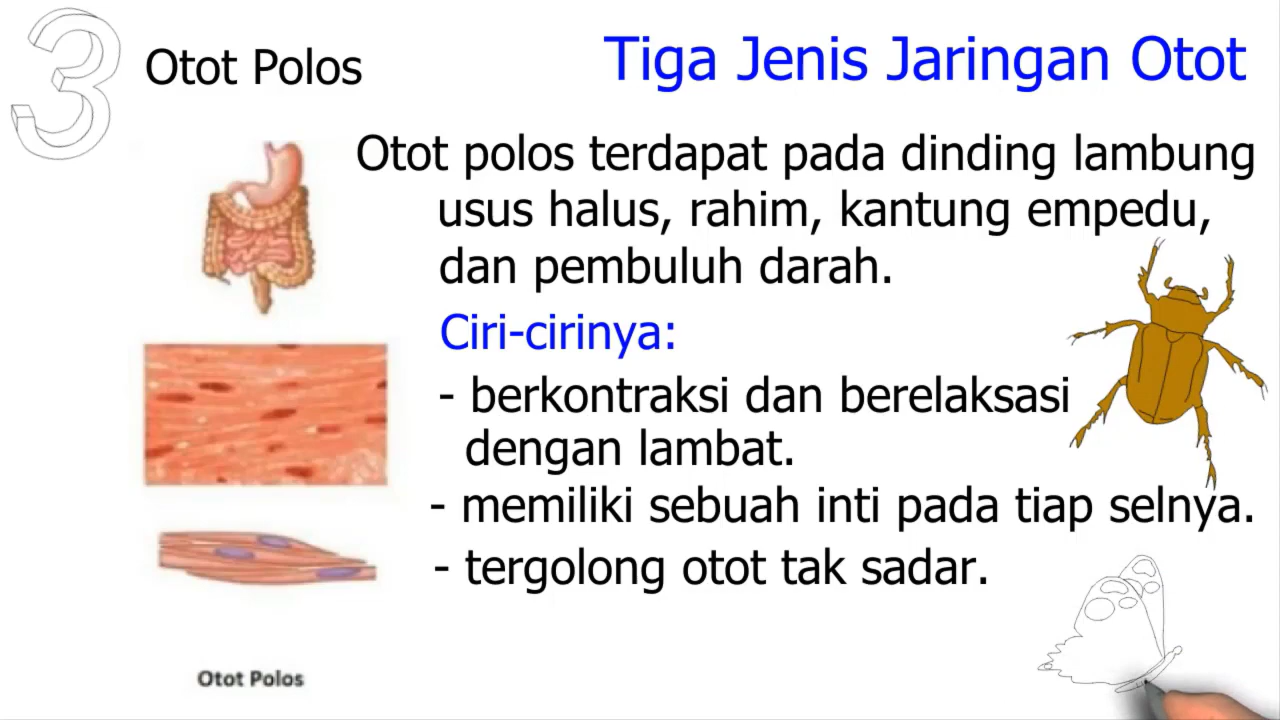 3 Otot Polos
Tiga Jenis Jaringan Otot
Otot polos terdapat pada dinding lambung
usus halus, rahim, kantung empedu,
dan pembuluh darah.
Ciri-cirinya:
- berkontraksi dan berelaksasi
dengan lambat.
- memiliki sebuah inti pada tiap selnya.
- tergolong otot tak sadar.
Otot Polos